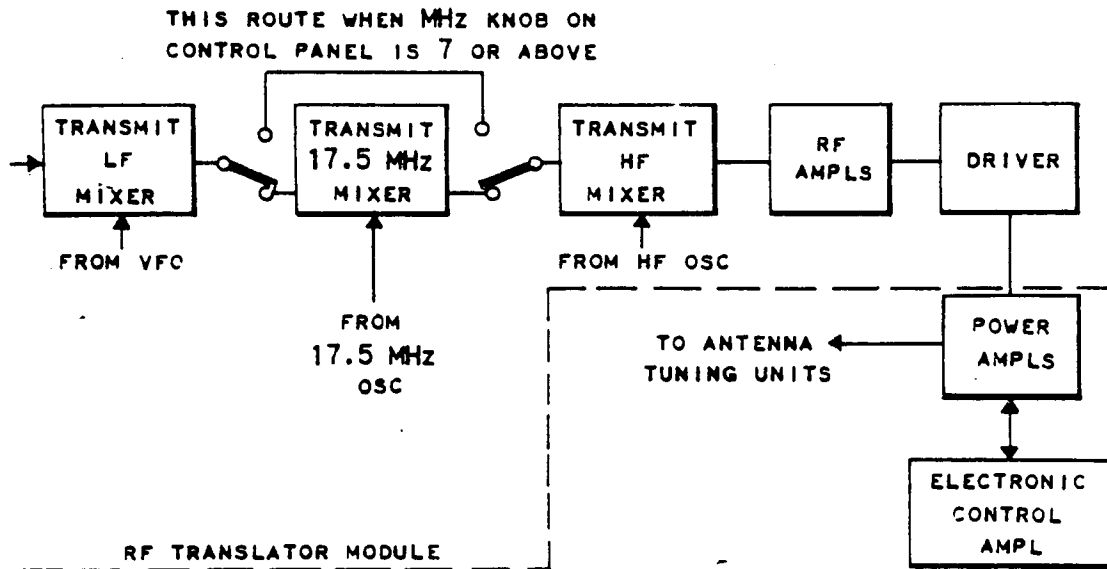 THIS ROUTE WHEN MHz KNOB ON
CONTROL PANEL IS 7 OR ABOVE
TRANSMIT
LF
MIXER
TRANSMIT
17.5 MHz
MIXER
TRANSMIT
HF
MIXER
RF
AMPLS
DRIVER
FROM VFO
FROM HF OSC
FROM
17.5 MHz
OSC
TO ANTENNA
TUNING UNITS
POWER
AMPLS
ELECTRONIC
CONTROL
AMPL
RF TRANSLATOR MODULE